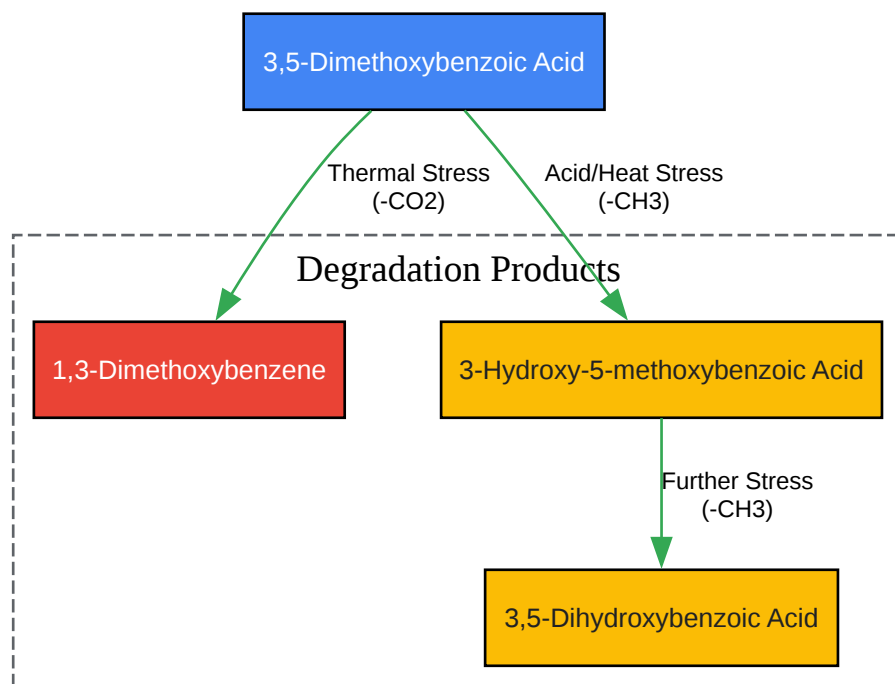 3,5-Dimethoxybenzoic Acid
Thermal Stress
(-CO2)
Acid/Heat Stress
(-CH3)
Degradation Products
1,3-Dimethoxybenzene
3-Hydroxy-5-methoxybenzoic Acid
Further Stress
(-CH3)
3,5-Dihydroxybenzoic Acid